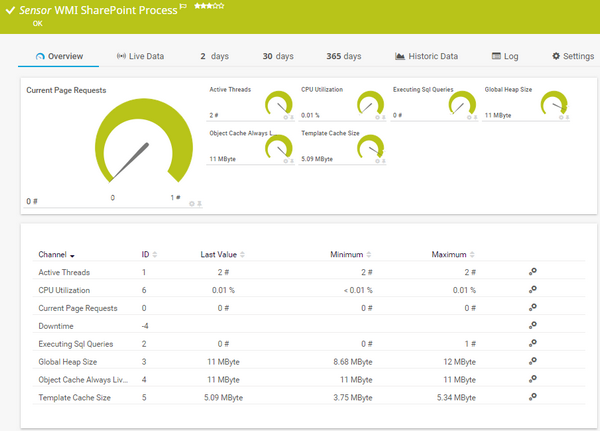 Sensor WMI SharePoint Process
OK
Overview Live Data 2 days 30 days 365 days Historic Data Log Settings
Current Page Requests
0 #
0 1 #
Active Threads
2 #
CPU Utilization
0.01 %
Executing Sql Queries
0 #
Global Heap Size
11 MByte
Object Cache Always L...
11 MByte
Template Cache Size
5.09 MByte
Channel ID Last Value Minimum Maximum
Active Threads 1 2 # 2 # 2 #
CPU Utilization 6 0.01 % < 0.01 % 0.01 %
Current Page Requests 0 0 # 0 # 0 #
Downtime -4
Executing Sql Queries 2 0 # 0 # 1 #
Global Heap Size 3 11 MByte 8.68 MByte 12 MByte
Object Cache Always Liv... 4 11 MByte 11 MByte 11 MByte
Template Cache Size 5 5.09 MByte 3.75 MByte 5.34 MByte